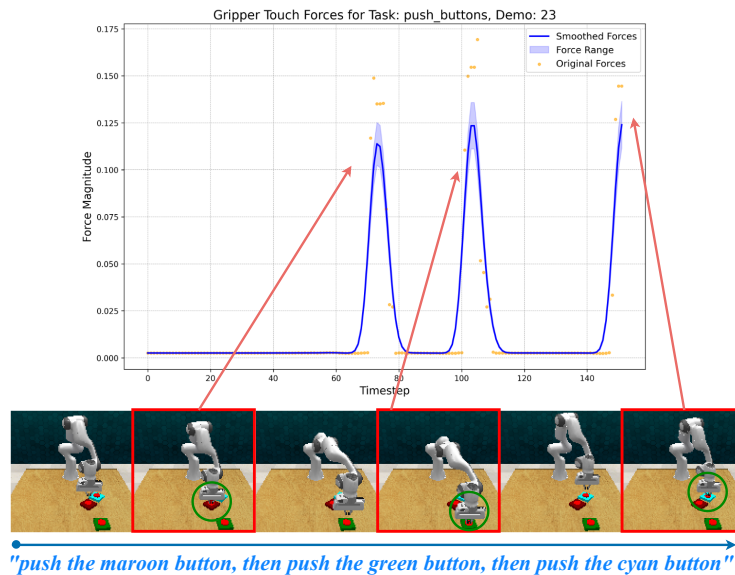 Gripper Touch Forces for Task: push_buttons, Demo: 23
Smoothed Forces
Force Range
Original Forces
Force Magnitude
0.175
0.150
0.125
0.100
0.075
0.050
0.025
0.000
0 20 40 60 80 100 120 140
Timestep
"push the maroon button, then push the green button, then push the cyan button"